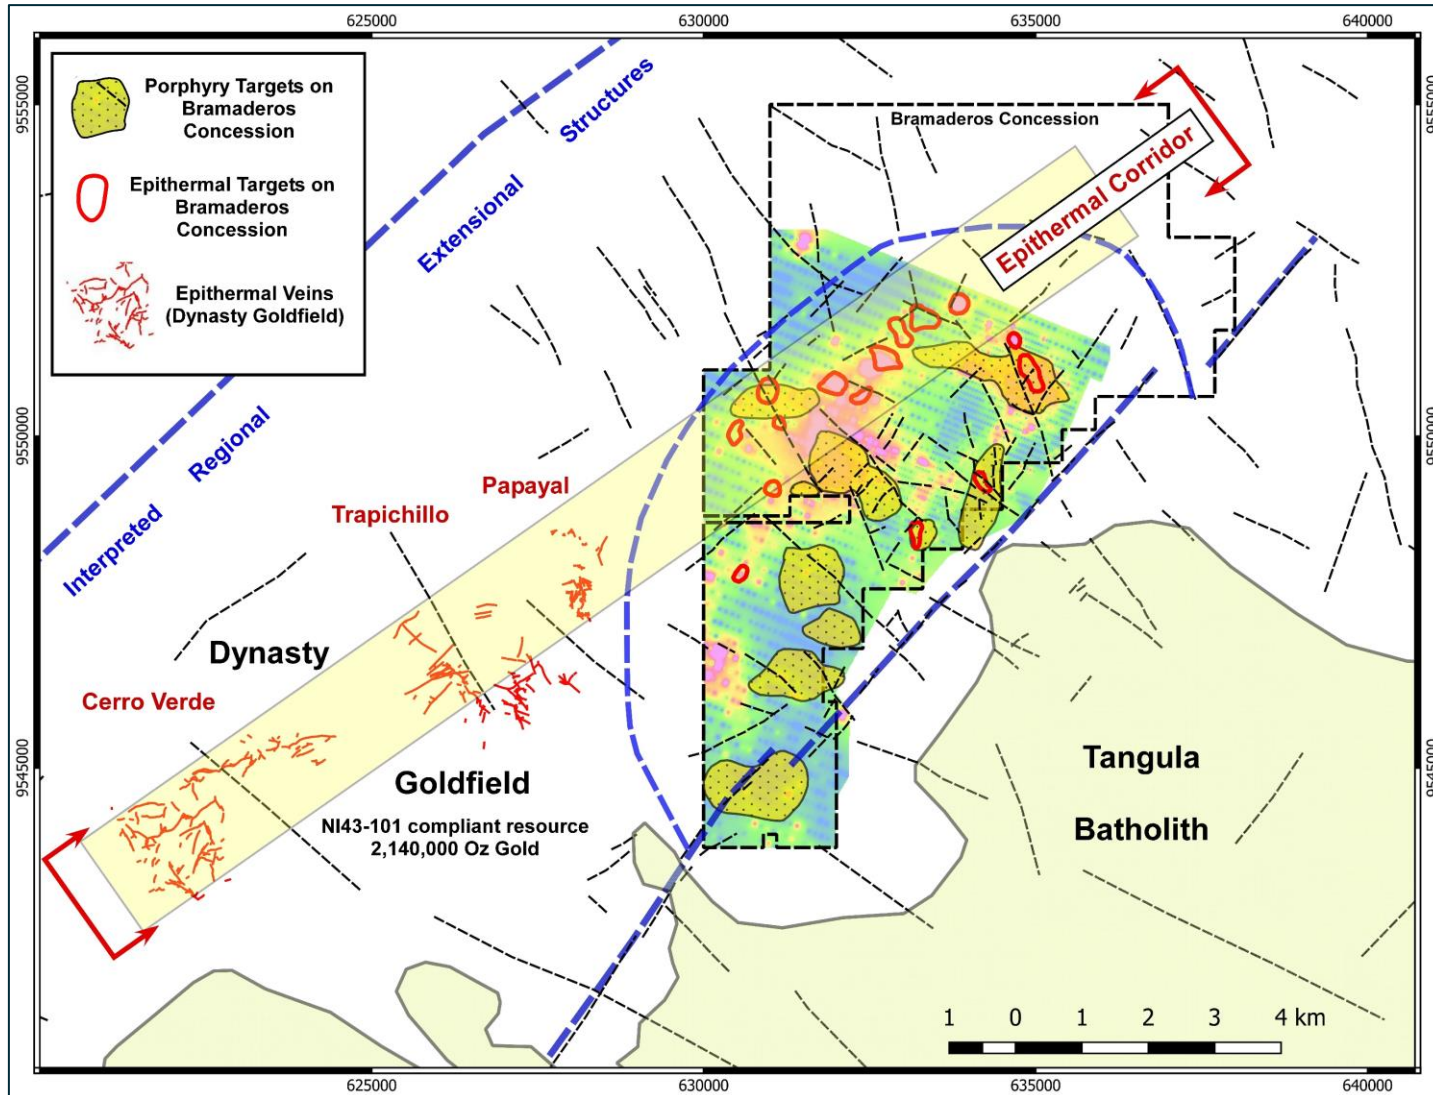 625000
630000
635000
640000
Porphyry Targets on
Bramaderos
Concession
Epithermal Targets on
Bramaderos
Concession
Epithermal Veins
(Dynasty Goldfield)
Structures
Extensional
Regional
Interpreted
Bramaderos Concession
Epithermal Corridor
9555000
9555000
9550000
9550000
9545000
9545000
Papayal
Trapichillo
Dynasty
Cerro Verde
Goldfield
NI43-101 compliant resource
2,140,000 Oz Gold
Tangula
Batholith
1 0 1 2 3 4 km
625000
630000
635000
640000